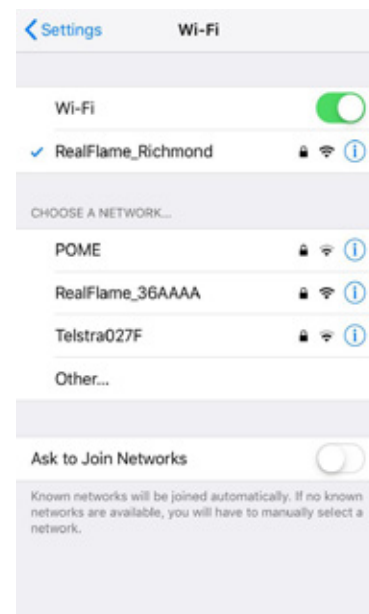 Settings Wi-Fi
Wi-Fi
RealFlame_Richmond
CHOOSE A NETWORK...
POME
RealFlame_36AAAA
Telstra027F
Other...
Ask to Join Networks
Known networks will be joined automatically. If no known
networks are available, you will have to manually select a
network.